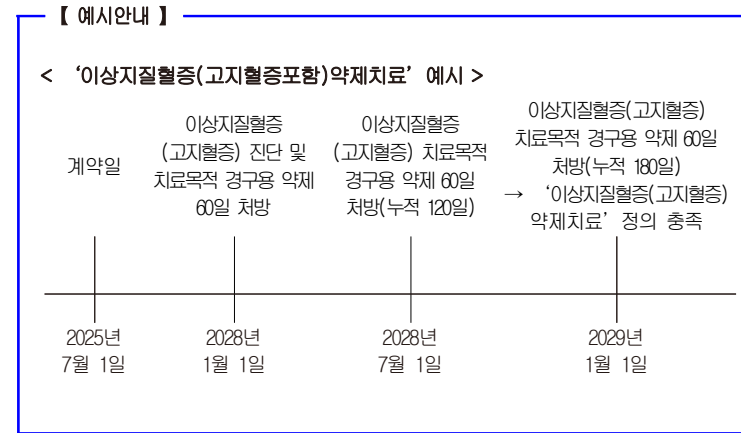 【 예시안내 】
< ‘이상지질혈증(고지혈증포함)약제치료’ 예시 >
계약일
이상지질혈증
(고지혈증) 진단 및
치료목적 경구용 약제
60일 처방
이상지질혈증
(고지혈증) 치료목적
경구용 약제 60일
처방(누적 120일)
이상지질혈증(고지혈증)
치료목적 경구용 약제 60일
처방(누적 180일)
→ ‘이상지질혈증(고지혈증)
약제치료’ 정의 충족
2025년
7월 1일
2028년
1월 1일
2028년
7월 1일
2029년
1월 1일